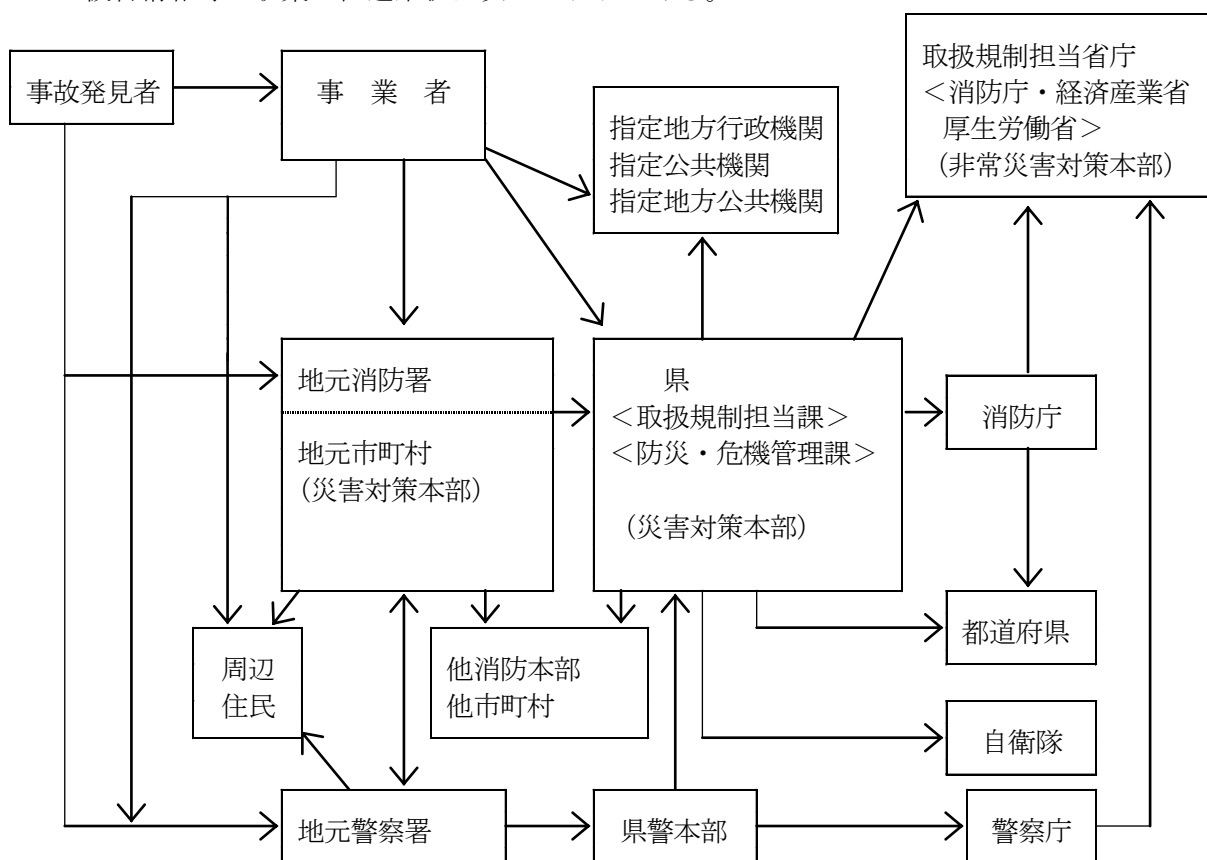 事故発見者
事 業 者
指定地方行政機関
指定公共機関
指定地方公共機関
取扱規制担当省庁
<消防庁・経済産業省
厚生労働省>
(非常災害対策本部)
地元消防署
地元市町村
(災害対策本部)
県
<取扱規制担当課>
<防災・危機管理課>
(災害対策本部)
消防庁
都道府県
自衛隊
周辺
住民
他消防本部
他市町村
地元警察署
県警本部
警察庁